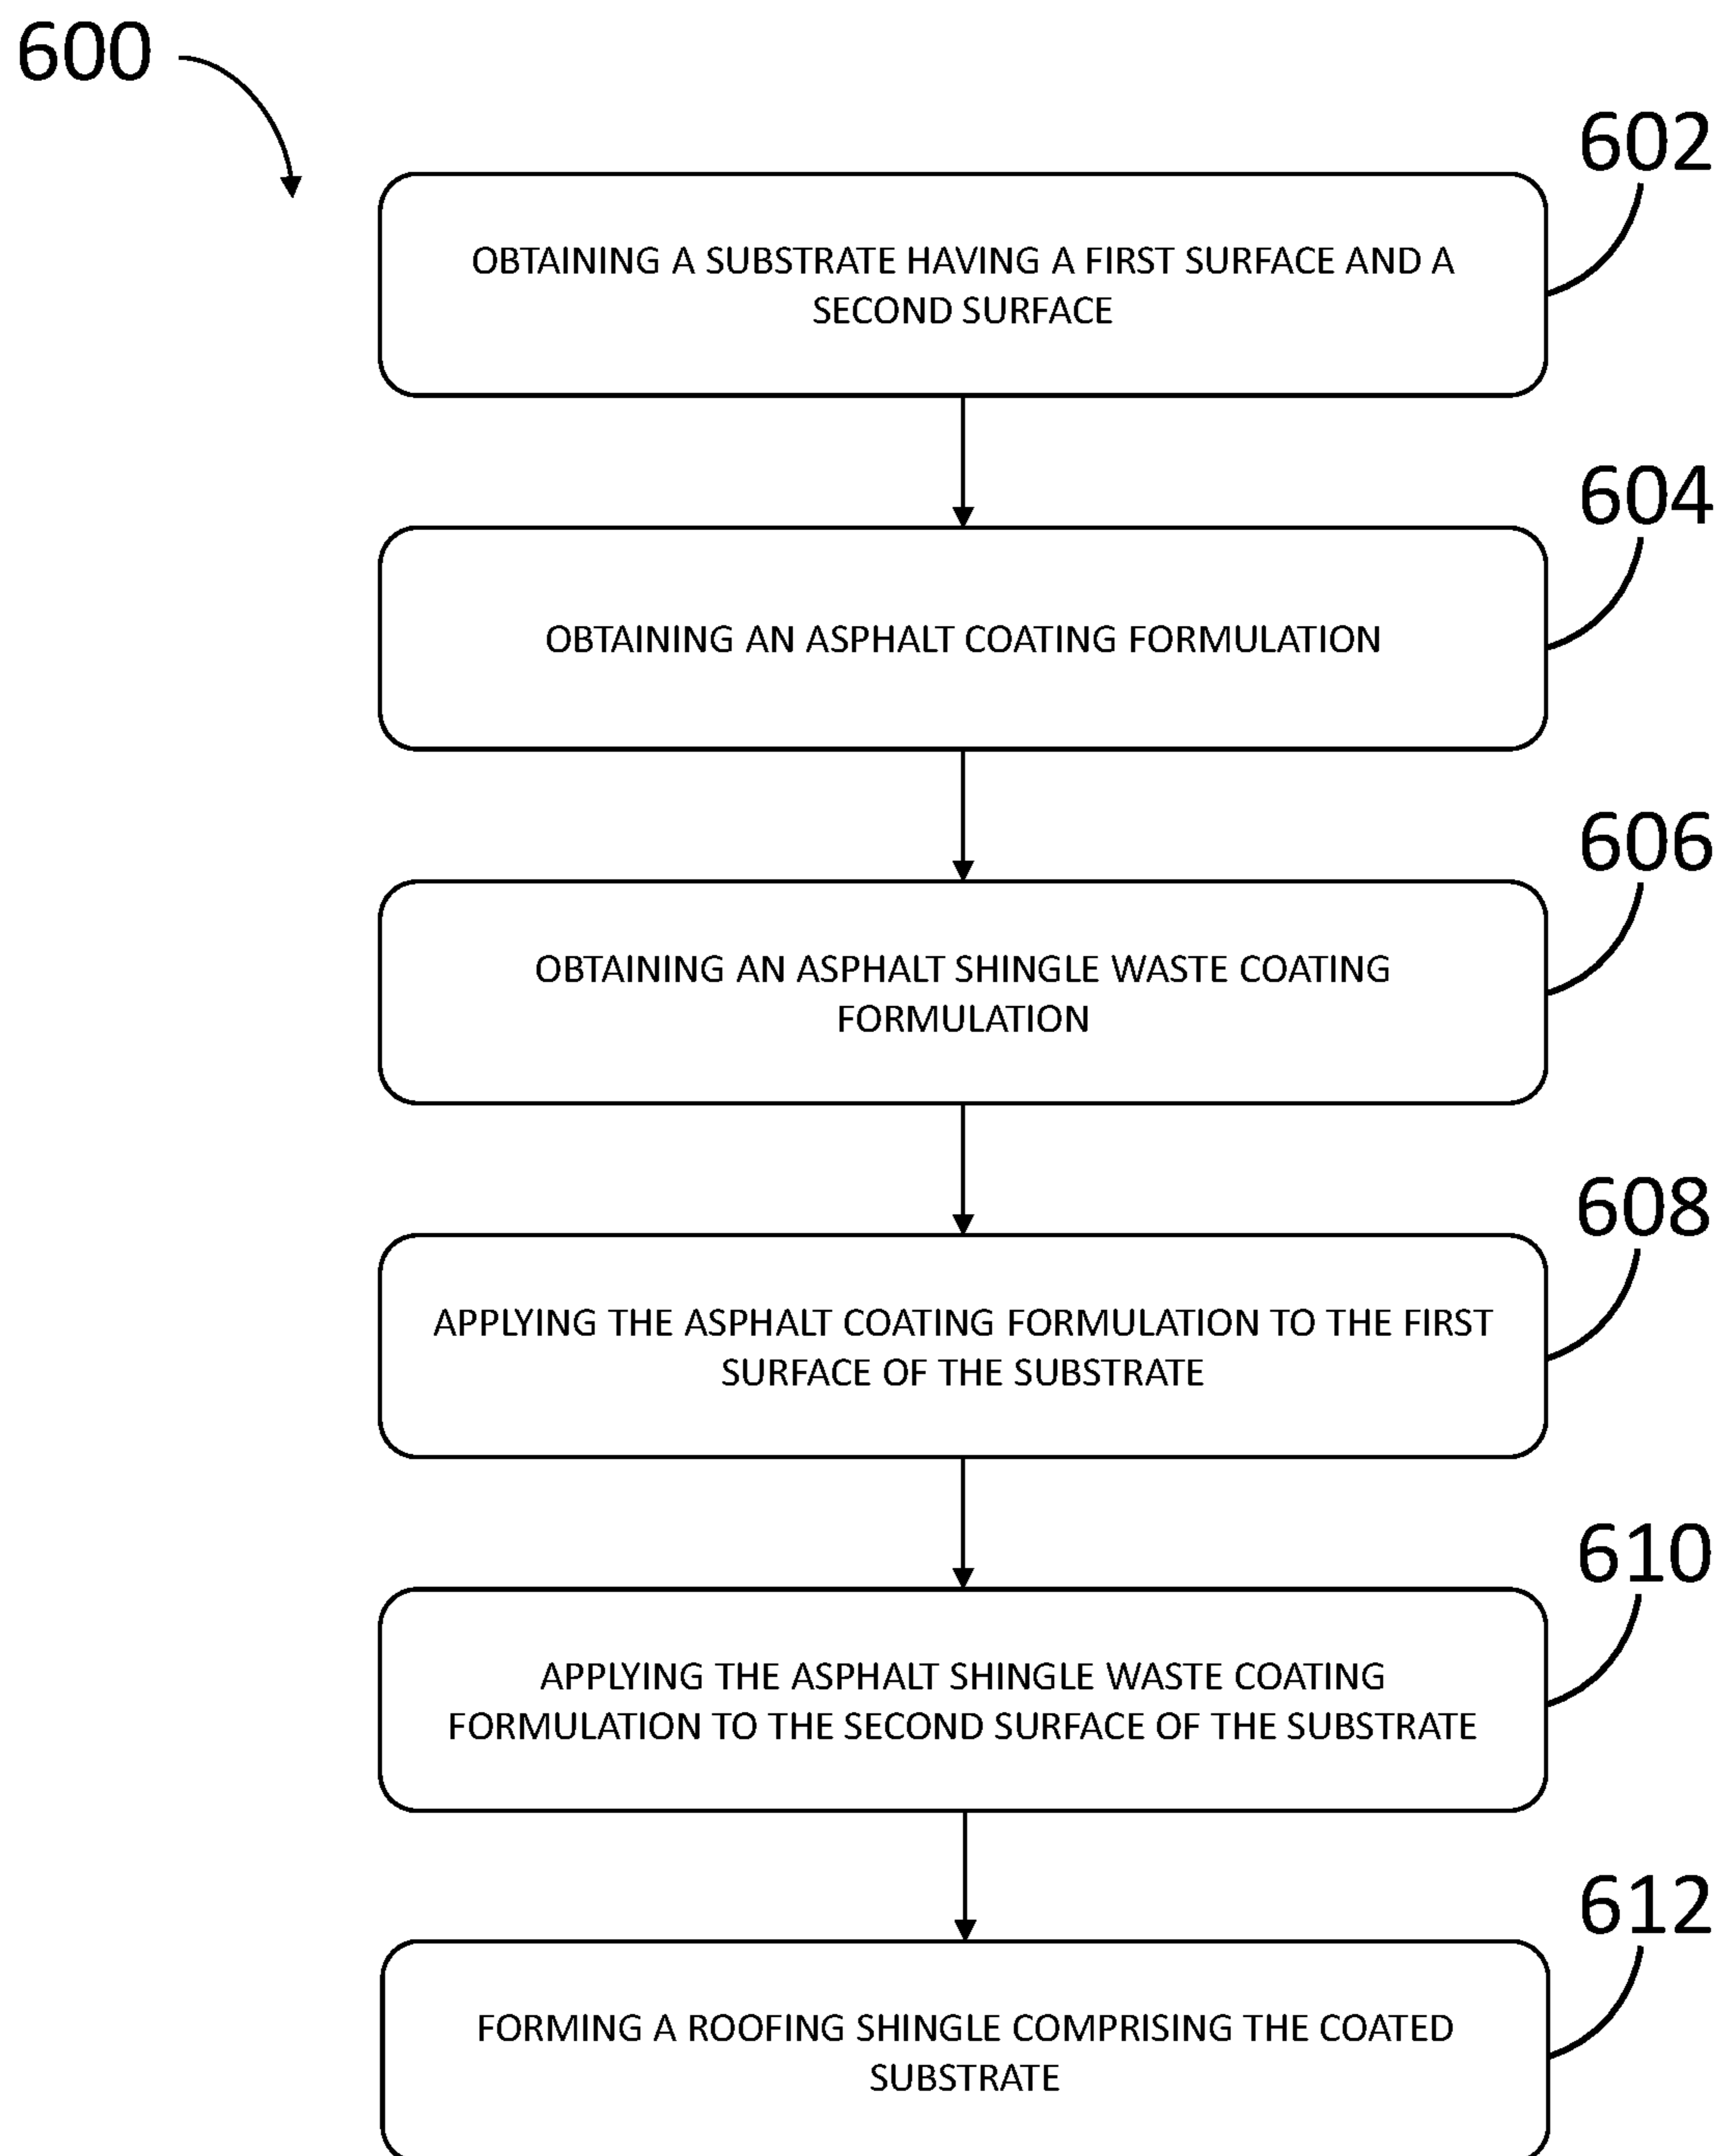 600
602
OBTAINING A SUBSTRATE HAVING A FIRST SURFACE AND A
SECOND SURFACE
604
OBTAINING AN ASPHALT COATING FORMULATION
606
OBTAINING AN ASPHALT SHINGLE WASTE COATING
FORMULATION
608
APPLYING THE ASPHALT COATING FORMULATION TO THE FIRST
SURFACE OF THE SUBSTRATE
610
APPLYING THE ASPHALT SHINGLE WASTE COATING
FORMULATION TO THE SECOND SURFACE OF THE SUBSTRATE
612
FORMING A ROOFING SHINGLE COMPRISING THE COATED
SUBSTRATE